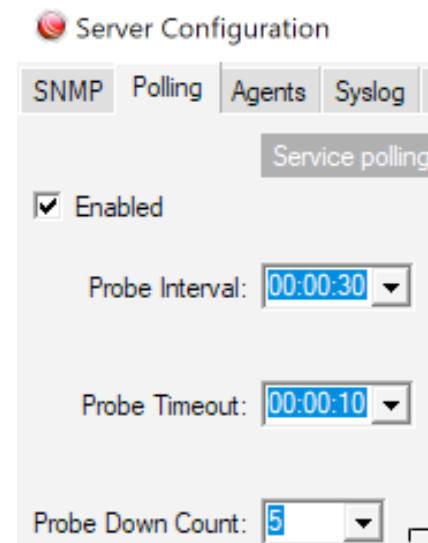 Server Configuration
SNMP Polling Agents Syslog
Service polling
Enabled
Probe Interval: 00:00:30
Probe Timeout: 00:00:10
Probe Down Count: 5